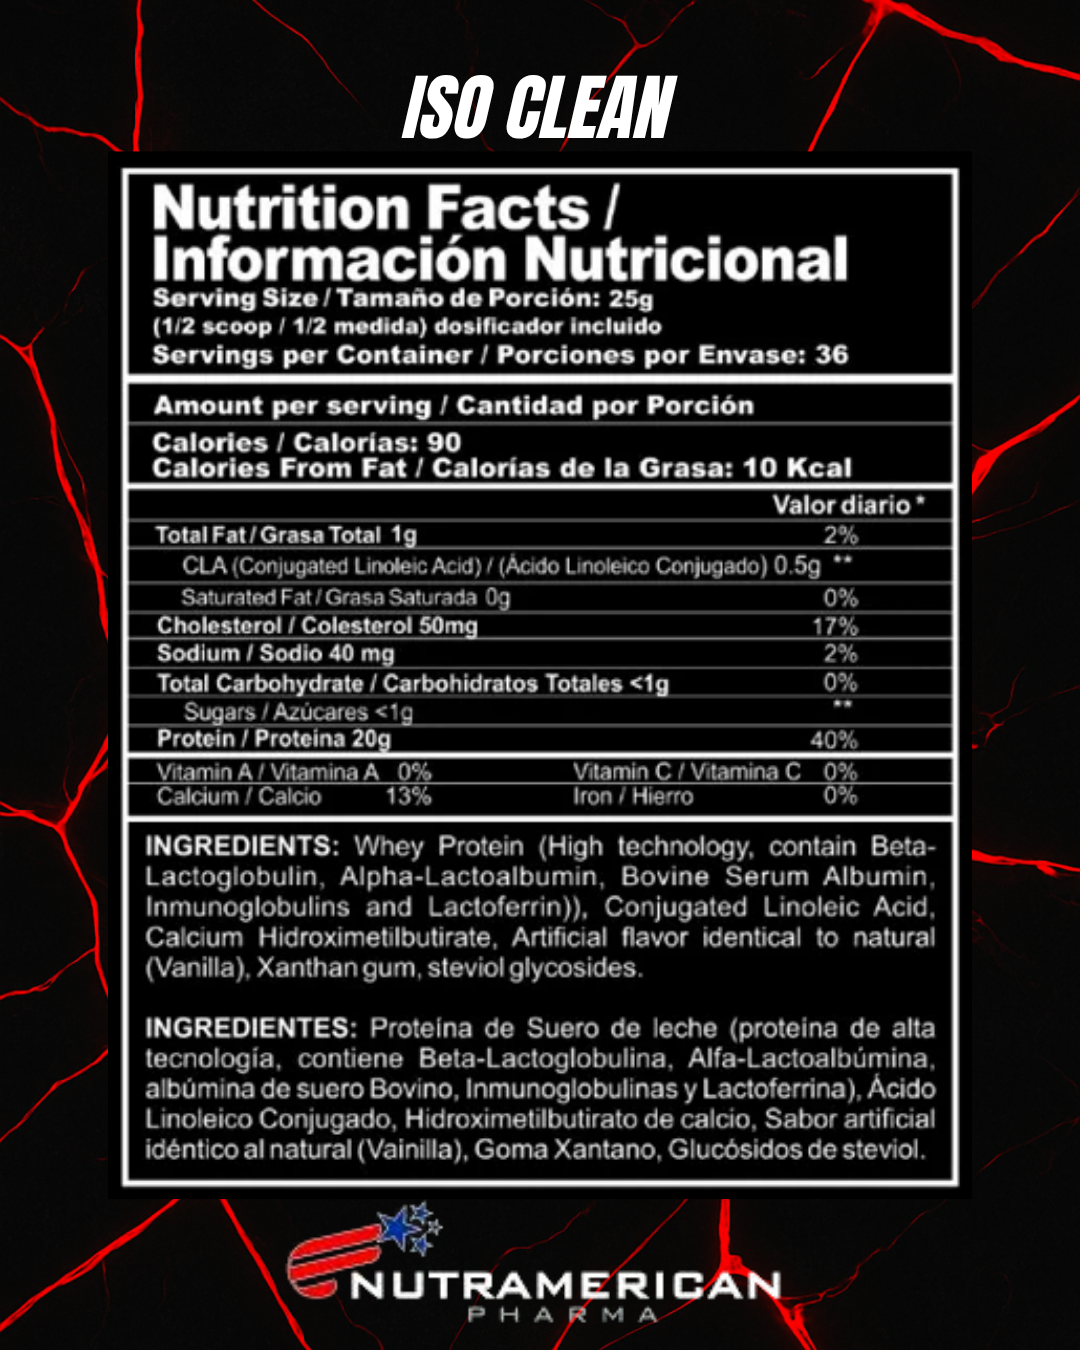 ISO CLEAN
Nutrition Facts /
Información Nutricional
Serving Size / Tamaño de Porción: 25g
(1/2 scoop / 1/2 medida) dosificador incluido
Servings per Container / Porciones por Envase: 36
Amount per serving / Cantidad por Porción
Calories / Calorías: 90
Calories From Fat / Calorías de la Grasa: 10 Kcal
Valor diario *
Total Fat / Grasa Total 1g 2%
CLA (Conjugated Linoleic Acid) / (Ácido Linoleico Conjugado) 0.5g **
Saturated Fat / Grasa Saturada 0g 0%
Cholesterol / Colesterol 50mg 17%
Sodium / Sodio 40 mg 2%
Total Carbohydrate / Carbohidratos Totales <1g 0%
Sugars / Azúcares <1g **
Protein / Proteína 20g 40%
Vitamin A / Vitamina A 0% Vitamin C / Vitamina C 0%
Calcium / Calcio 13% Iron / Hierro 0%
INGREDIENTS: Whey Protein (High technology, contain Beta-
Lactoglobulin, Alpha-Lactoalbumin, Bovine Serum Albumin,
Inmunoglobulins and Lactoferrin)), Conjugated Linoleic Acid,
Calcium Hidroximetilbutirate, Artificial flavor identical to natural
(Vanilla), Xanthan gum, steviol glycosides.
INGREDIENTES: Proteína de Suero de leche (proteina de alta
tecnología, contiene Beta-Lactoglobulina, Alfa-Lactoalbúmina,
albúmina de suero Bovino, Inmunoglobulinas y Lactoferrina), Ácido
Linoleico Conjugado, Hidroximetilbutirato de calcio, Sabor artificial
idéntico al natural (Vainilla), Goma Xantano, Glucósidos de steviol.
NUTRAMERICAN
PHARMA